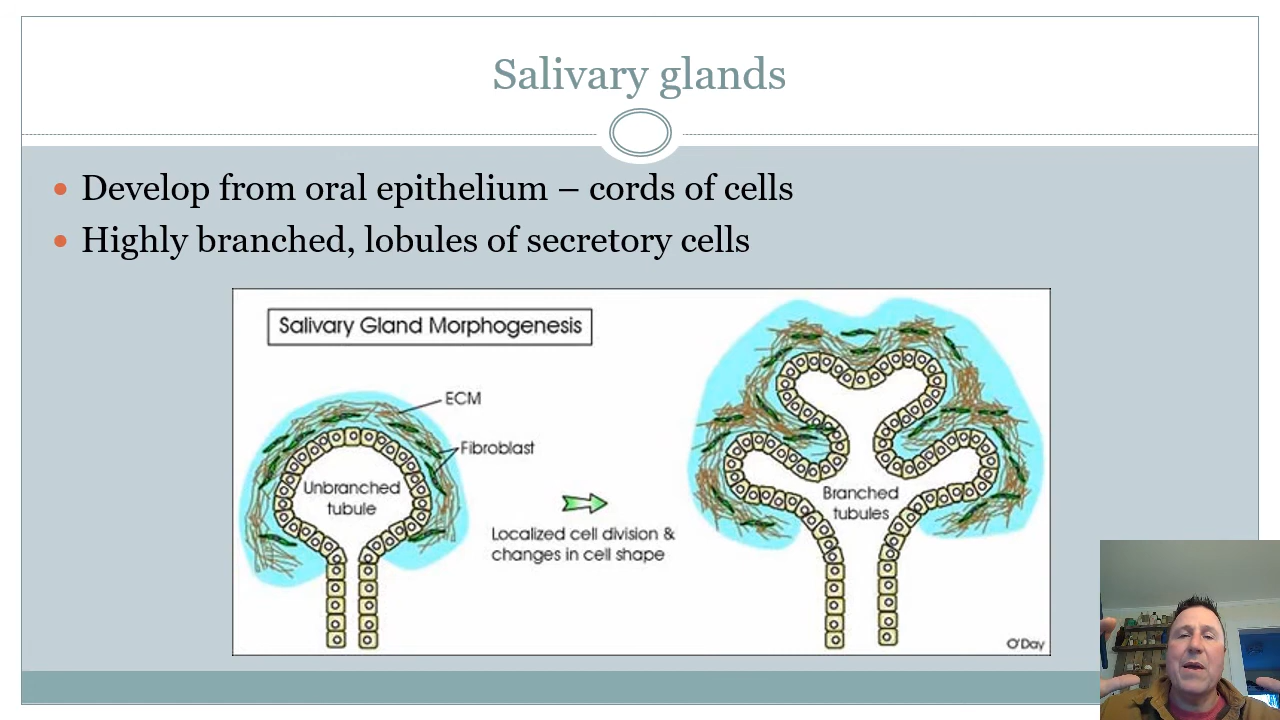 Salivary glands
Develop from oral epithelium – cords of cells
Highly branched, lobules of secretory cells
Salivary Gland Morphogenesis
ECM
Fibroblast
Unbranched
tubule
Localized cell division &
changes in cell shape
Branched
tubules
O'Day